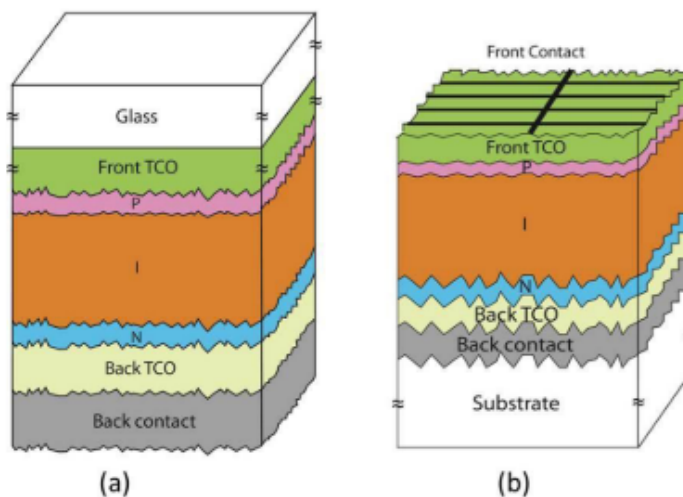 Glass
Front TCO
P
I
N
Back TCO
Back contact
(a)
Front Contact
Front TCO
P
I
N
Back TCO
Back contact
Substrate
(b)